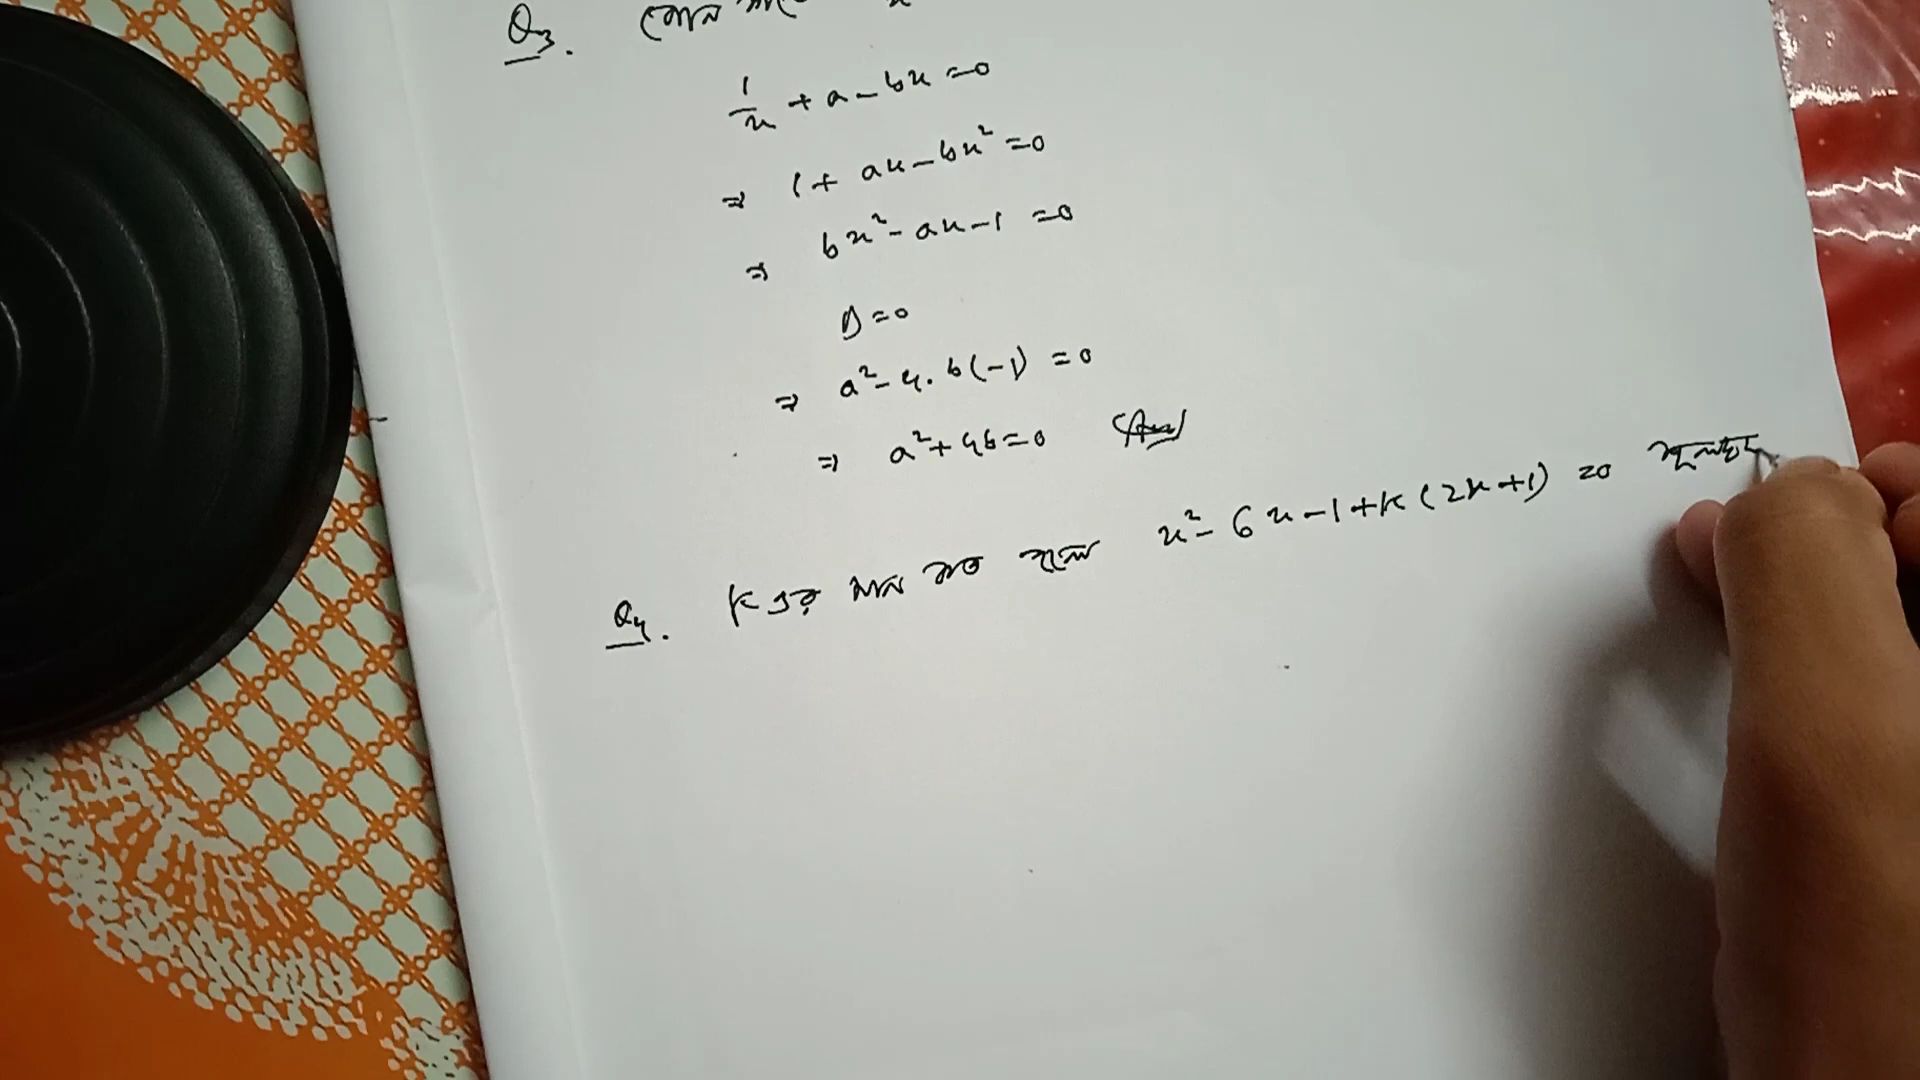 Q3. কোন
1/x + a - bx = 0
⇒ 1 + ax - bx² = 0
⇒ bx² - ax - 1 = 0
D = 0
⇒ a² - 4.b(-1) = 0
⇒ a² + 4b = 0 (Ans)
Q4. K এর মান কত হলে x² - 6x - 1 + K(2x+1) = 0